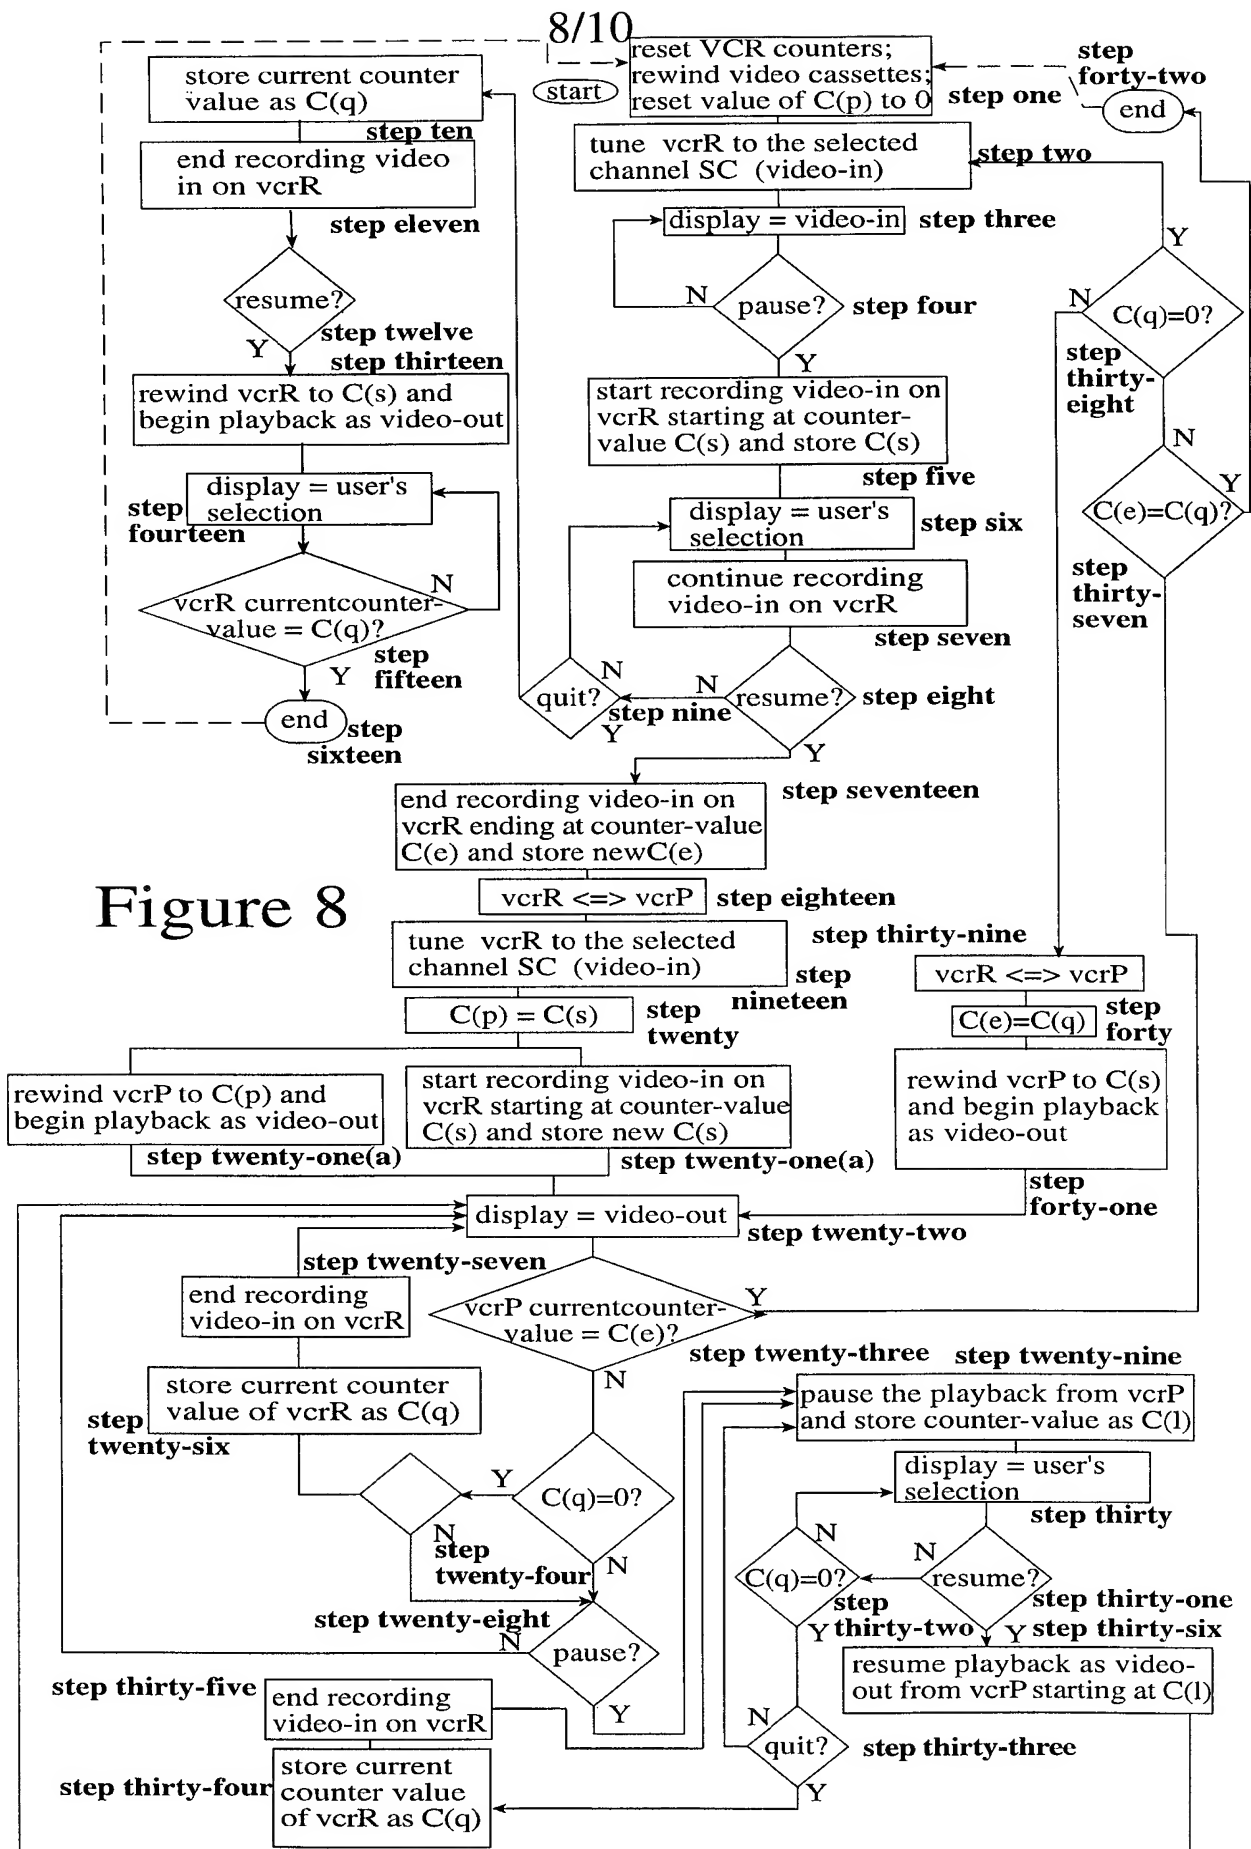 8/10
reset VCR counters;
rewind video cassettes;
reset value of C(p) to 0
step one
start
step
forty-two
end
store current counter
value as C(q)
step ten
end recording video
in on vcrR
step eleven
resume?
step twelve
Y
step thirteen
rewind vcrR to C(s) and
begin playback as video-out
display = user's
selection
step
fourteen
N
vcrR currentcounter-
value = C(q)?
Y
step
fifteen
end
step
sixteen
tune vcrR to the selected
channel SC (video-in)
step two
display = video-in
step three
N
pause?
step four
Y
start recording video-in on
vcrR starting at counter-
value C(s) and store C(s)
step five
display = user's
selection
step six
continue recording
video-in on vcrR
step seven
N
quit?
step nine
Y
N
resume?
step eight
Y
Y
N
C(q)=0?
step
thirty-
eight
N
Y
C(e)=C(q)?
step
thirty-
seven
end recording video-in on
vcrR ending at counter-value
C(e) and store newC(e)
step seventeen
Figure 8
vcrR <=> vcrP
step eighteen
tune vcrR to the selected
channel SC (video-in)
step
nineteen
C(p) = C(s)
step
twenty
step thirty-nine
vcrR <=> vcrP
C(e)=C(q)
step
forty
rewind vcrP to C(s)
and begin playback
as video-out
step
forty-one
rewind vcrP to C(p) and
begin playback as video-out
step twenty-one(a)
start recording video-in on
vcrR starting at counter-value
C(s) and store new C(s)
step twenty-one(a)
display = video-out
step twenty-two
step twenty-seven
end recording
video-in on vcrR
vcrP currentcounter-
value = C(e)?
Y
step twenty-three
N
store current counter
value of vcrR as C(q)
step
twenty-six
Y
C(q)=0?
N
step
twenty-four
N
step twenty-eight
N
pause?
Y
step twenty-nine
pause the playback from vcrP
and store counter-value as C(l)
display = user's
selection
step thirty
N
C(q)=0?
step
thirty-two
Y
N
resume?
step thirty-one
Y
step thirty-six
resume playback as video-
out from vcrP starting at C(l)
N
quit?
step thirty-three
Y
step thirty-five
end recording
video-in on vcrR
step thirty-four
store current
counter value
of vcrR as C(q)